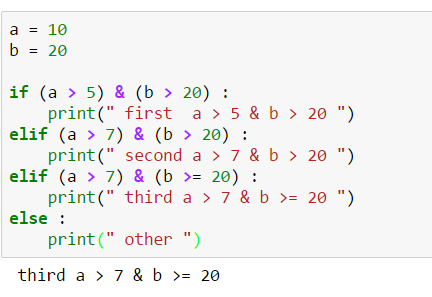 a = 10
b = 20
if (a > 5) & (b > 20) :
    print(" first  a > 5 & b > 20 ")
elif (a > 7) & (b > 20) :
    print(" second a > 7 & b > 20 ")
elif (a > 7) & (b >= 20) :
    print(" third a > 7 & b >= 20 ")
else :
    print(" other ")
 third a > 7 & b >= 20